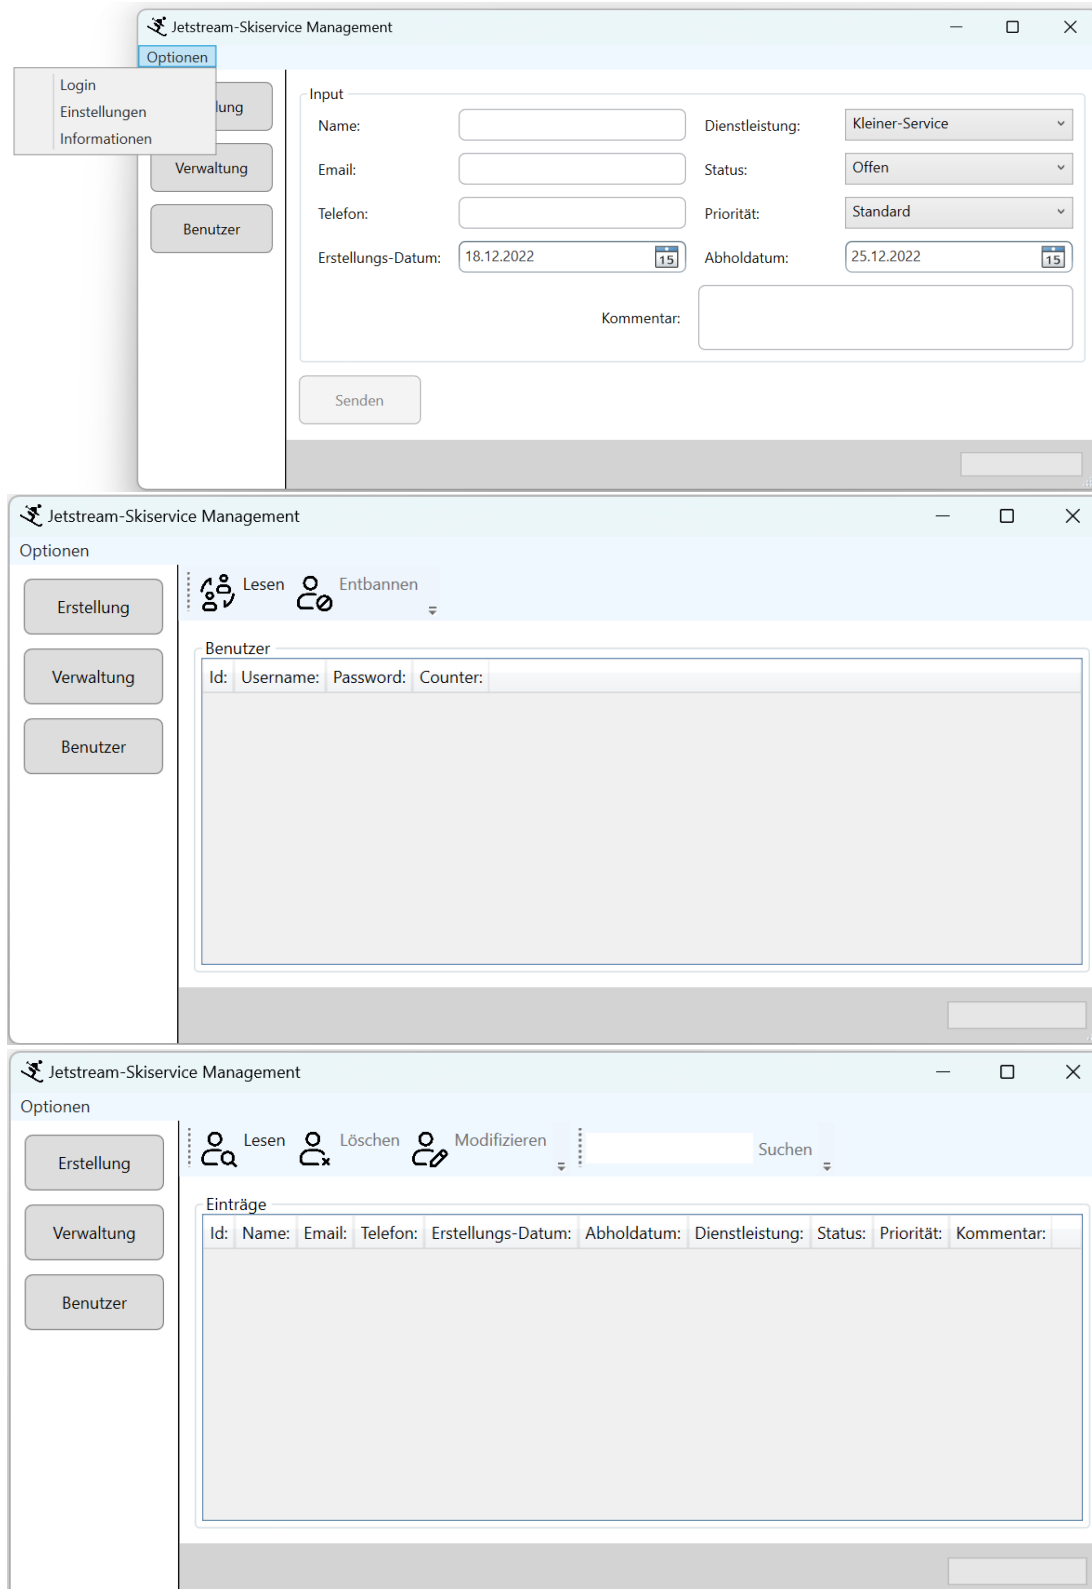 Jetstream-Skiservice Management
Optionen
Login
Einstellungen
Informationen
lung
Verwaltung
Benutzer
Input
Name:
Dienstleistung: Kleiner-Service
Email:
Status: Offen
Telefon:
Priorität: Standard
Erstellungs-Datum: 18.12.2022 15
Abholdatum: 25.12.2022 15
Kommentar:
Senden
Jetstream-Skiservice Management
Optionen
Erstellung
Verwaltung
Benutzer
Lesen Entbannen
Benutzer
Id: Username: Password: Counter:
Jetstream-Skiservice Management
Optionen
Erstellung
Verwaltung
Benutzer
Lesen Löschen Modifizieren Suchen
Einträge
Id: Name: Email: Telefon: Erstellungs-Datum: Abholdatum: Dienstleistung: Status: Priorität: Kommentar: